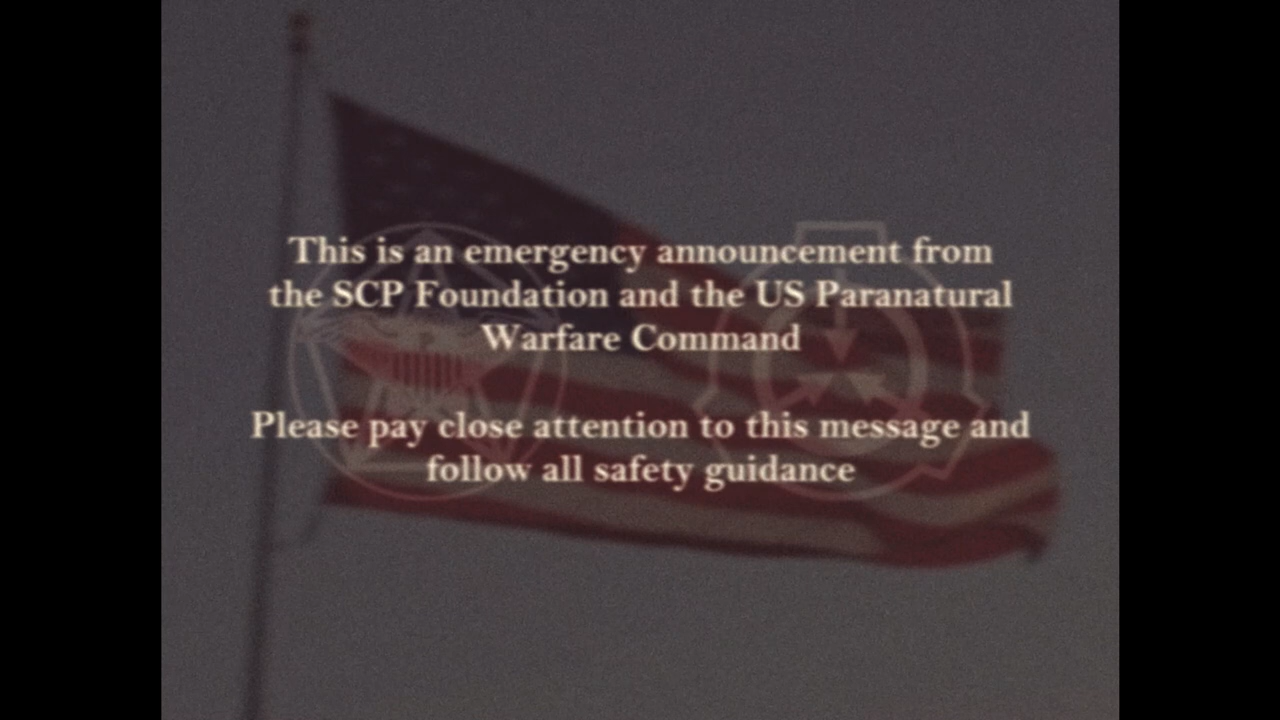 This is an emergency announcement from
the SCP Foundation and the US Paranatural
Warfare Command
Please pay close attention to this message and
follow all safety guidance